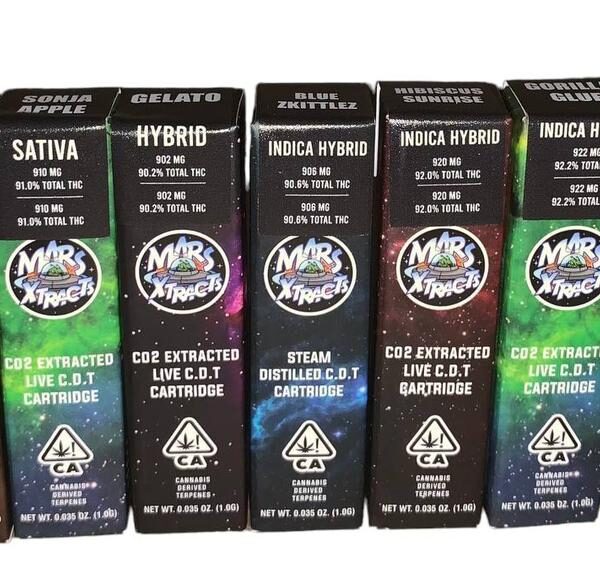 SONJA
APPLE
SATIVA
910 MG
91.0% TOTAL THC
910 MG
91.0% TOTAL THC
MARS
XTRACTS
CO2 EXTRACTED
LIVE C.D.T
CARTRIDGE
CA
CANNABIS
DERIVED
TERPENES
NET WT. 0.035 OZ. (1.0G)
GELATO
HYBRID
902 MG
90.2% TOTAL THC
902 MG
90.2% TOTAL THC
MARS
XTRACTS
CO2 EXTRACTED
LIVE C.D.T
CARTRIDGE
CA
CANNABIS
DERIVED
TERPENES
NET WT. 0.035 OZ. (1.0G)
BLUE
ZKITTLEZ
INDICA HYBRID
906 MG
90.6% TOTAL THC
906 MG
90.6% TOTAL THC
MARS
XTRACTS
STEAM
DISTILLED C.D.T
CARTRIDGE
CA
CANNABIS
DERIVED
TERPENES
NET WT. 0.035 OZ. (1.0G)
HIBISCUS
SUNRISE
INDICA HYBRID
920 MG
92.0% TOTAL THC
920 MG
92.0% TOTAL THC
MARS
XTRACTS
CO2 EXTRACTED
LIVE C.D.T
CARTRIDGE
CA
CANNABIS
DERIVED
TERPENES
NET WT. 0.035 OZ. (1.0G)
GORILL
GLUE
INDICA H
922 MG
92.2% TOTAL
922 MG
92.2% TOTAL
MARS
XTRACTS
CO2 EXTRACT
LIVE C.D.T
CARTRIDGE
CA
CANNABIS
DERIVED
TERPENES
NET WT. 0.035 OZ. (1.0G)